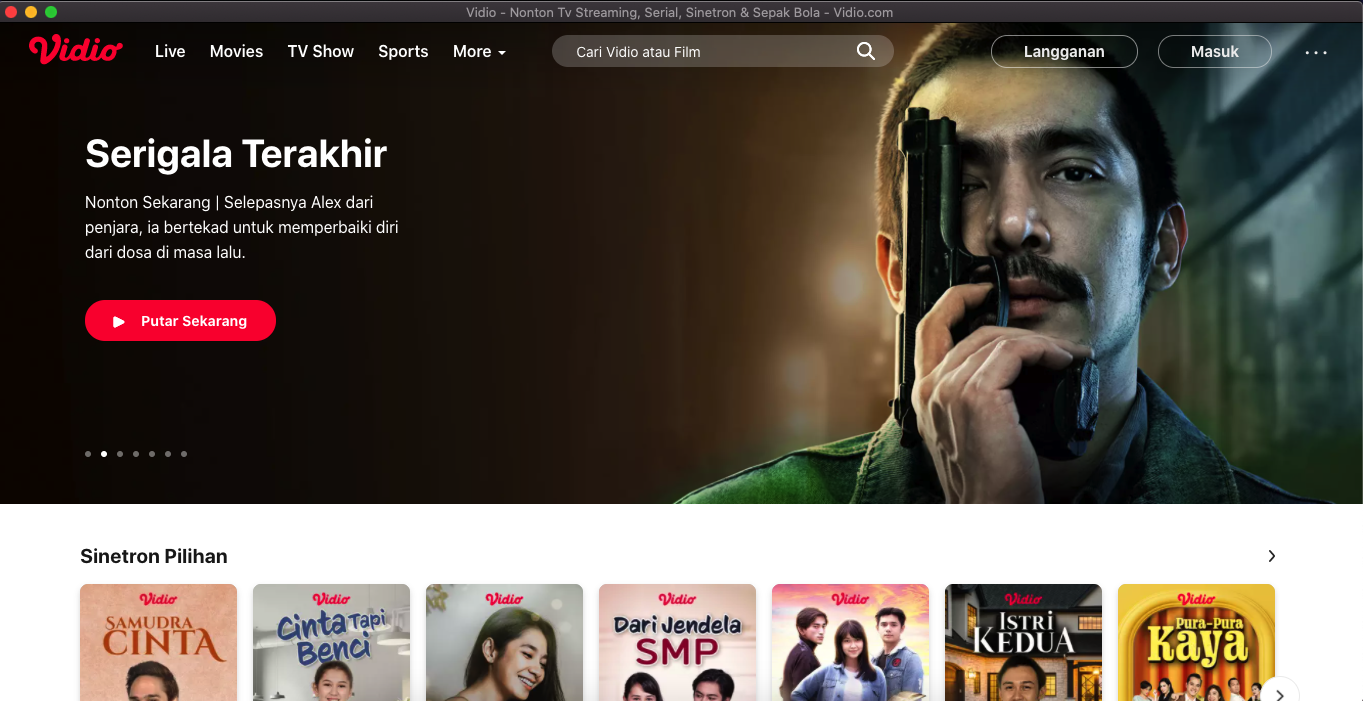 Vidio - Nonton Tv Streaming, Serial, Sinetron & Sepak Bola - Vidio.com
Vidio
Live
Movies
TV Show
Sports
More
Cari Vidio atau Film
Langganan
Masuk
Serigala Terakhir
Nonton Sekarang | Selepasnya Alex dari
penjara, ia bertekad untuk memperbaiki diri
dari dosa di masa lalu.
Putar Sekarang
Sinetron Pilihan
Vidio
SAMUDRA
CINTA
Vidio
Cinta Tapi
Benci
Vidio
Vidio
Dari Jendela
SMP
Vidio
Vidio
ISTRI
KEDUA
Vidio
Pura-Pura
Kaya